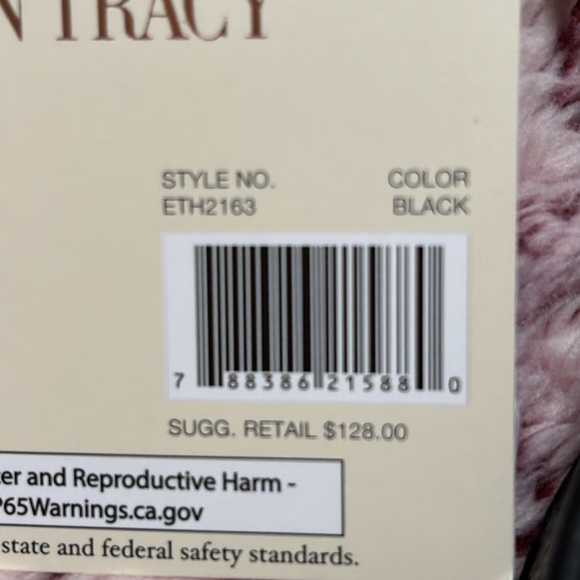 N TRACY
STYLE NO. COLOR
ETH2163 BLACK
7 88386 21588 0
SUGG. RETAIL $128.00
er and Reproductive Harm -
P65Warnings.ca.gov
state and federal safety standards.